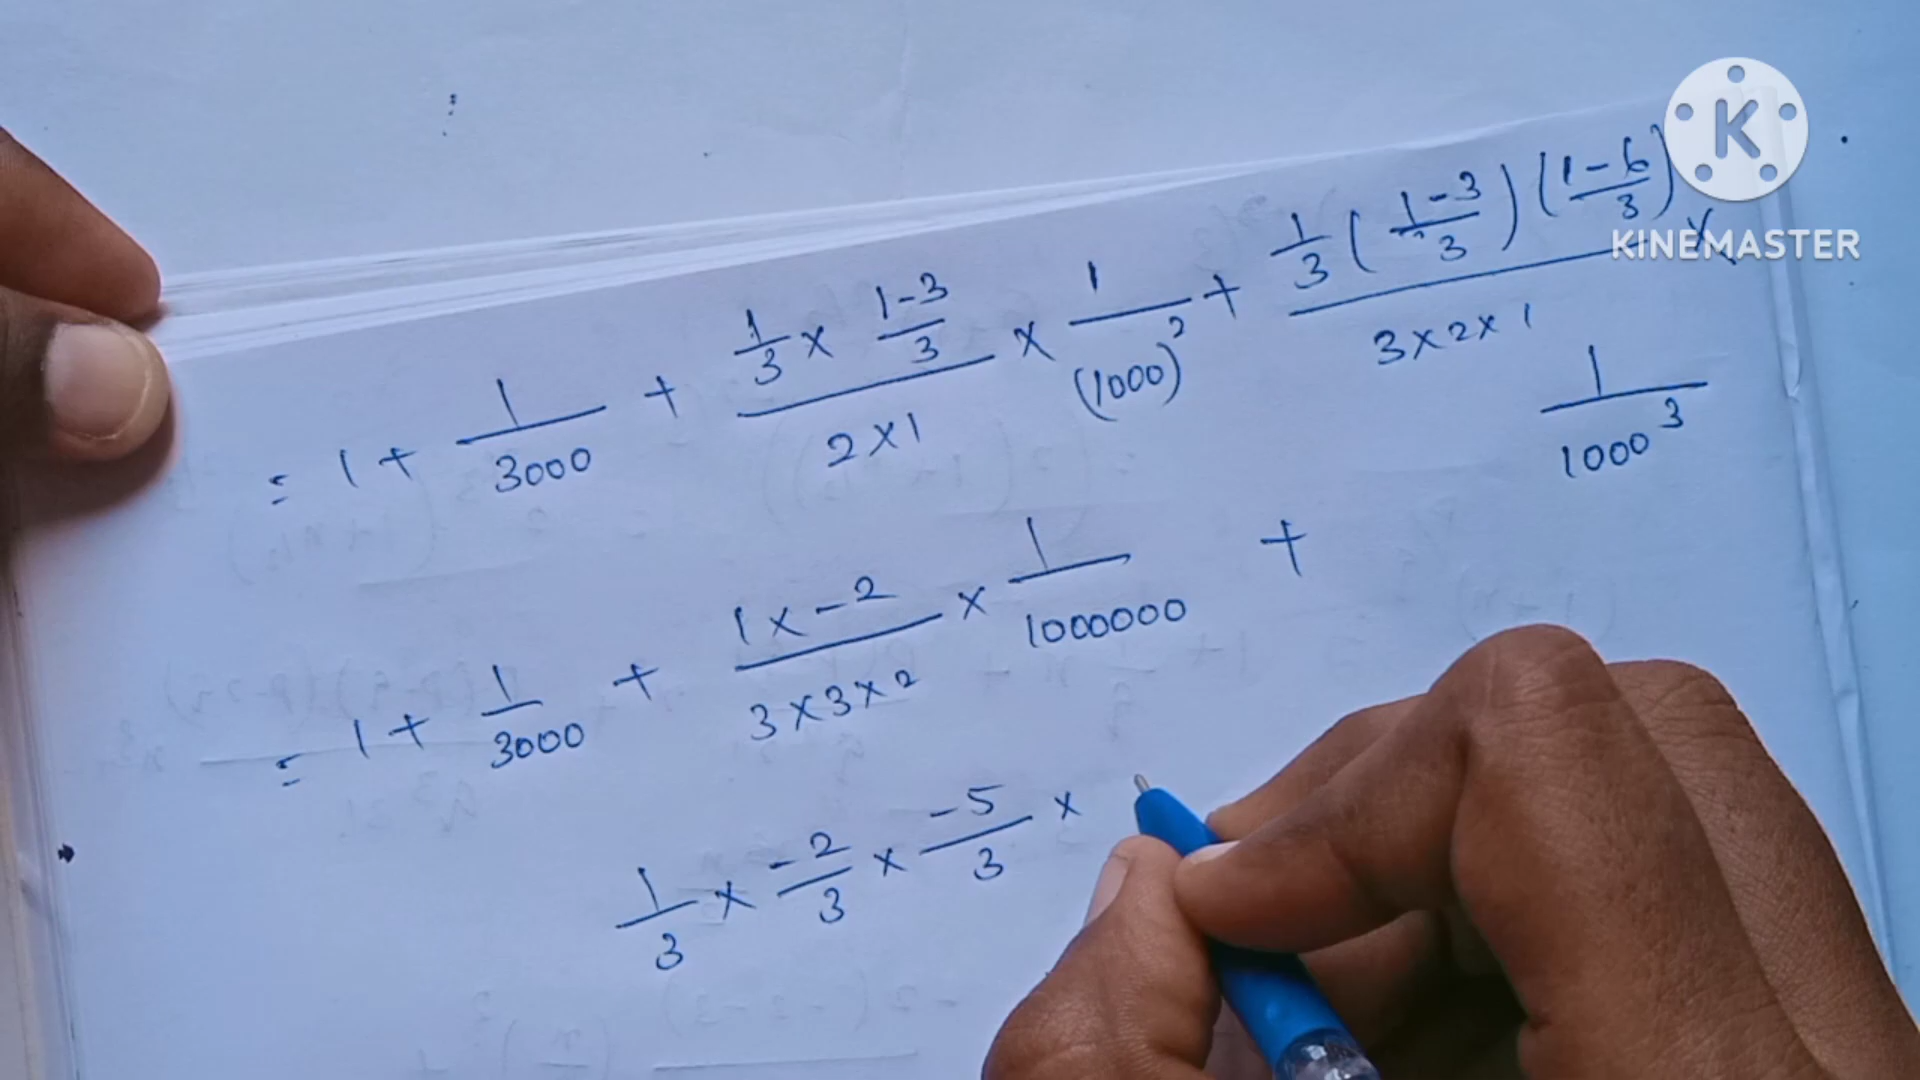 = 1 + 1/3000 + (1/3 × (1-3)/3)/(2×1) × 1/(1000)² + (1/3 ((1-3)/3) ((1-6)/3))/(3×2×1) × 1/1000³
= 1 + 1/3000 + (1×-2)/(3×3×2) × 1/1000000 +
1/3 × -2/3 × -5/3 ×
K
KINEMASTER